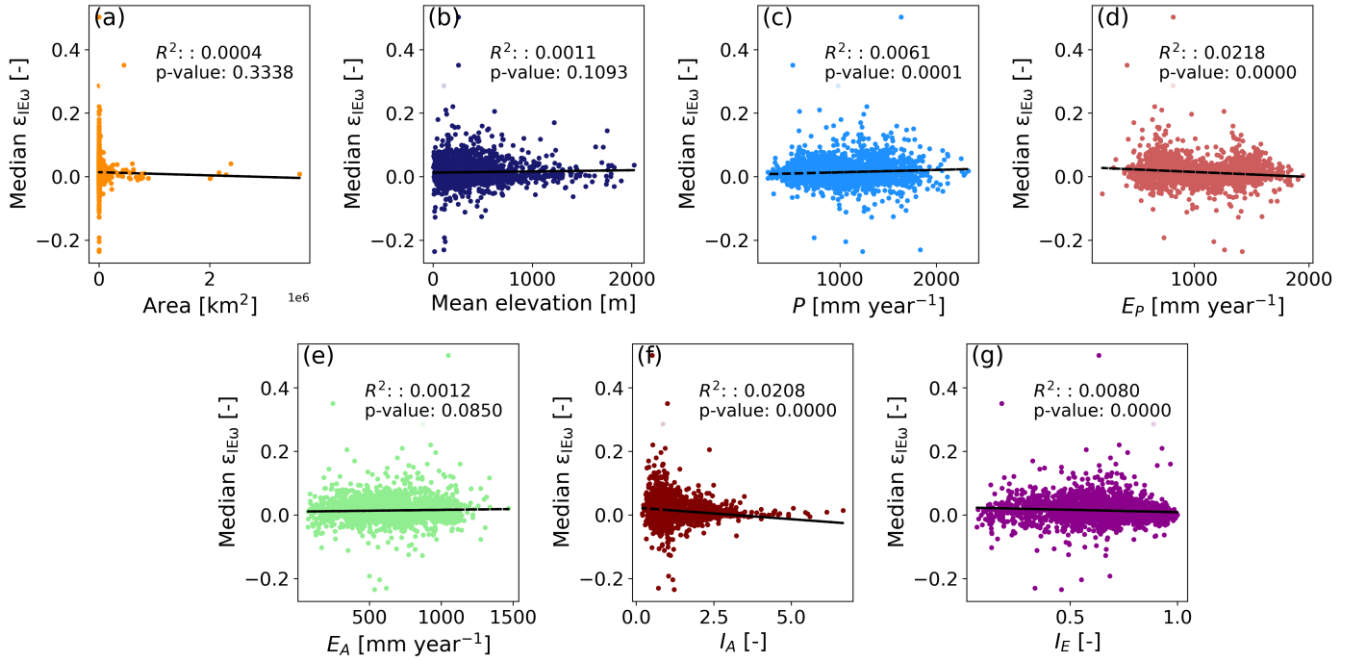 (a)
R²: : 0.0004
p-value: 0.3338
Median εIEω [-]
0.4
0.2
0.0
−0.2
0
2
1e6
Area [km²]
(b)
R²: : 0.0011
p-value: 0.1093
Median εIEω [-]
0.4
0.2
0.0
−0.2
0
1000
2000
Mean elevation [m]
(c)
R²: : 0.0061
p-value: 0.0001
Median εIEω [-]
0.4
0.2
0.0
−0.2
1000
2000
P [mm year⁻¹]
(d)
R²: : 0.0218
p-value: 0.0000
Median εIEω [-]
0.4
0.2
0.0
−0.2
1000
2000
E_P [mm year⁻¹]
(e)
R²: : 0.0012
p-value: 0.0850
Median εIEω [-]
0.4
0.2
0.0
−0.2
500
1000
1500
E_A [mm year⁻¹]
(f)
R²: : 0.0208
p-value: 0.0000
Median εIEω [-]
0.4
0.2
0.0
−0.2
0.0
2.5
5.0
I_A [-]
(g)
R²: : 0.0080
p-value: 0.0000
Median εIEω [-]
0.4
0.2
0.0
−0.2
0.5
1.0
I_E [-]